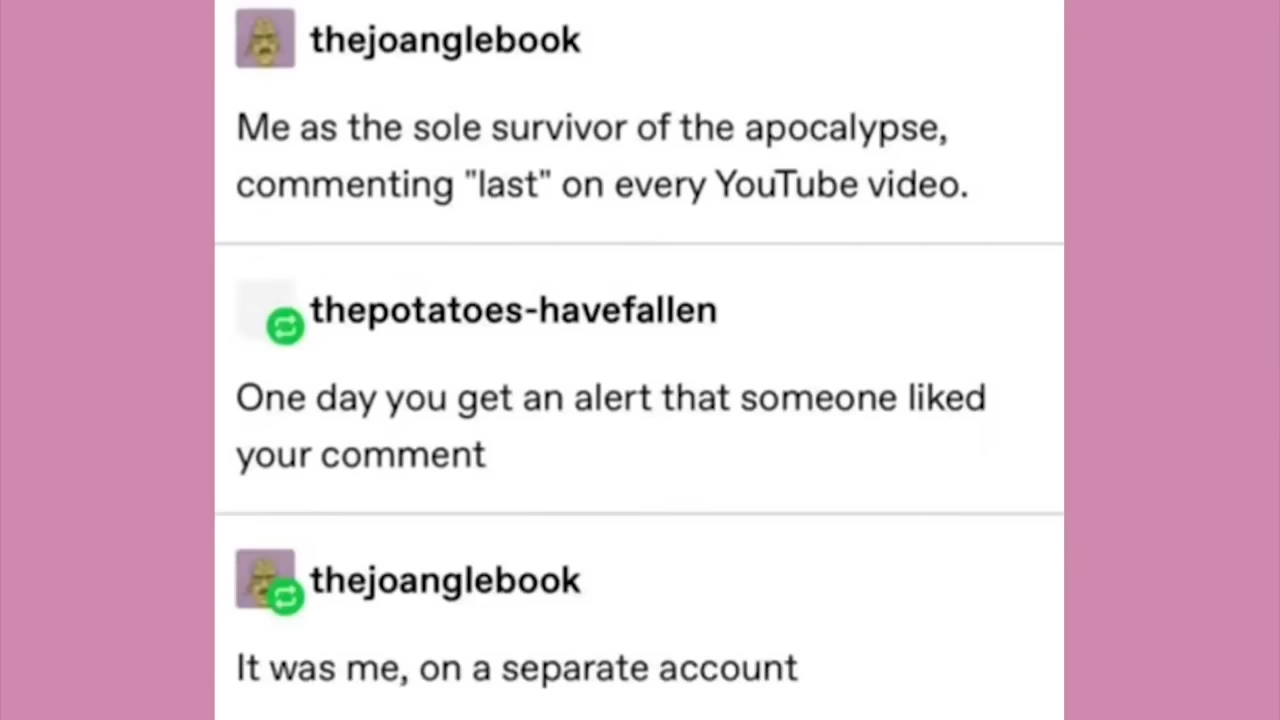 thejoanglebook
Me as the sole survivor of the apocalypse,
commenting "last" on every YouTube video.
thepotatoes-havefallen
One day you get an alert that someone liked
your comment
thejoanglebook
It was me, on a separate account